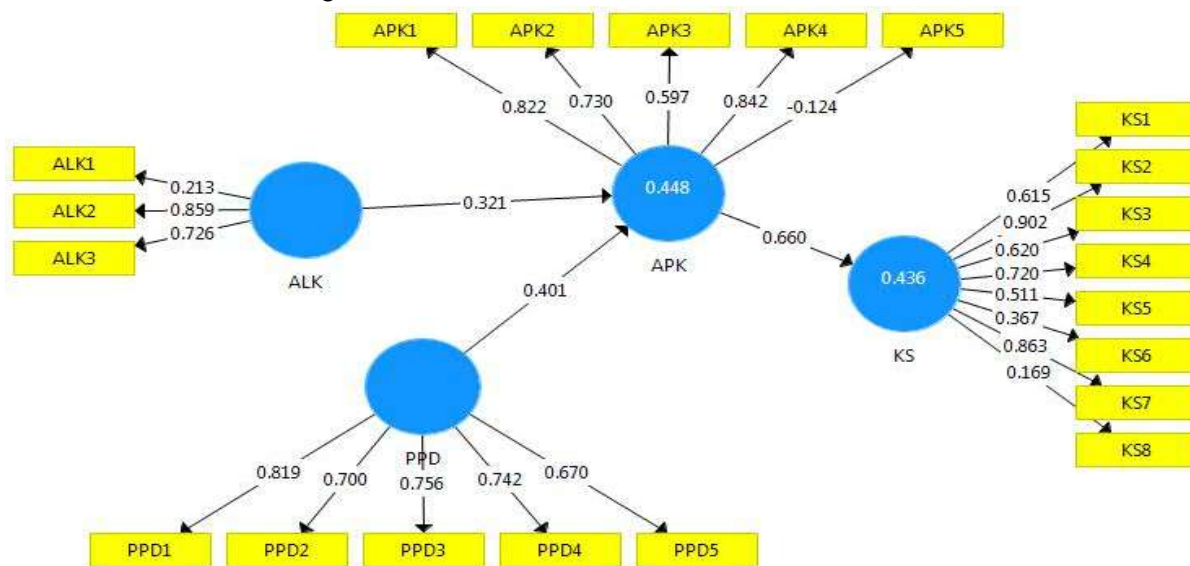 APK1 APK2 APK3 APK4 APK5
0.822 0.730 0.597 0.842 -0.124
KS1
KS2
KS3
KS4
KS5
KS6
KS7
KS8
0.615
0.902
0.620
0.720
0.511
0.367
0.863
0.169
ALK1
ALK2
ALK3
0.213
0.859
0.726
ALK
0.321
0.448
APK
0.660
0.436
KS
0.401
PPD
0.819 0.700 0.756 0.742 0.670
PPD1 PPD2 PPD3 PPD4 PPD5